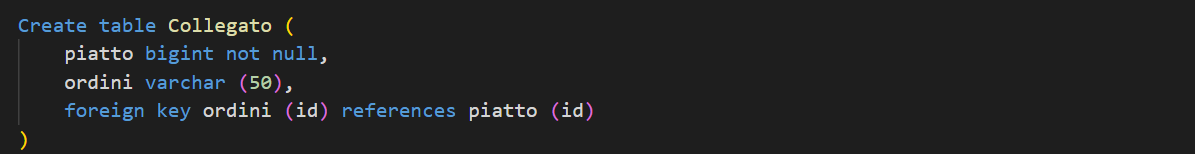 Create table Collegato (
    piatto bigint not null,
    ordini varchar (50),
    foreign key ordini (id) references piatto (id)
)